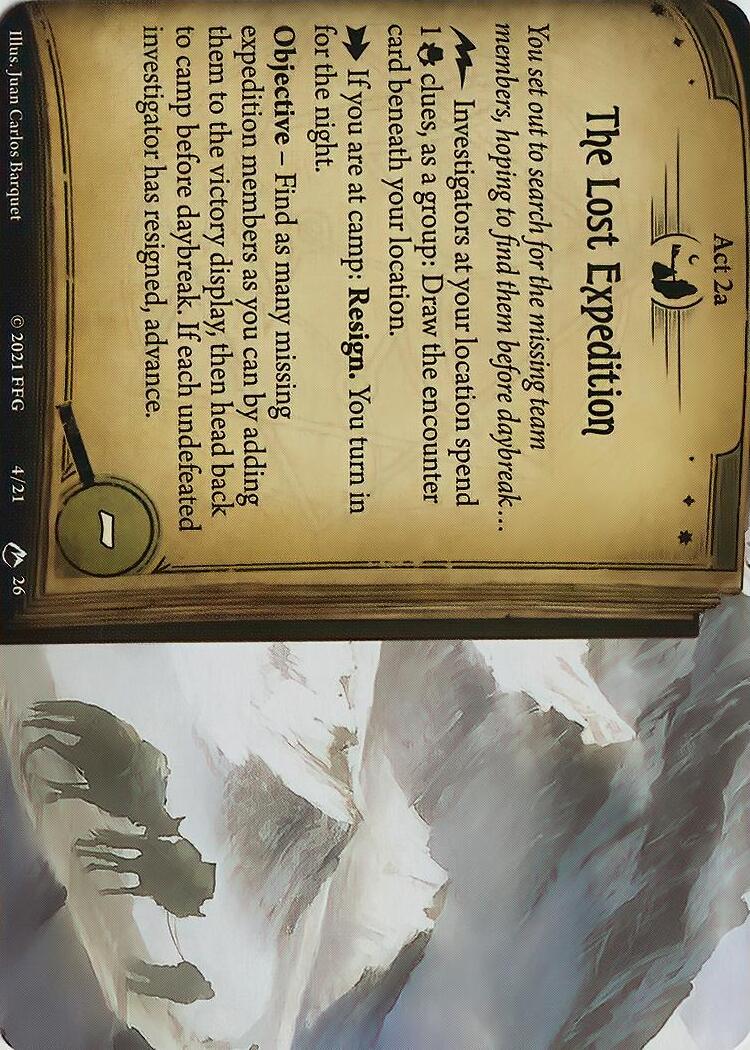 Act 2a
The Lost Expedition
You set out to search for the missing team
members, hoping to find them before daybreak…
Investigators at your location spend
1 clues, as a group: Draw the encounter
card beneath your location.
If you are at camp: Resign. You turn in
for the night.
Objective – Find as many missing
expedition members as you can by adding
them to the victory display, then head back
to camp before daybreak. If each undefeated
investigator has resigned, advance.
–
Illus. Juan Carlos Barquet © 2021 FFG 4/21 26